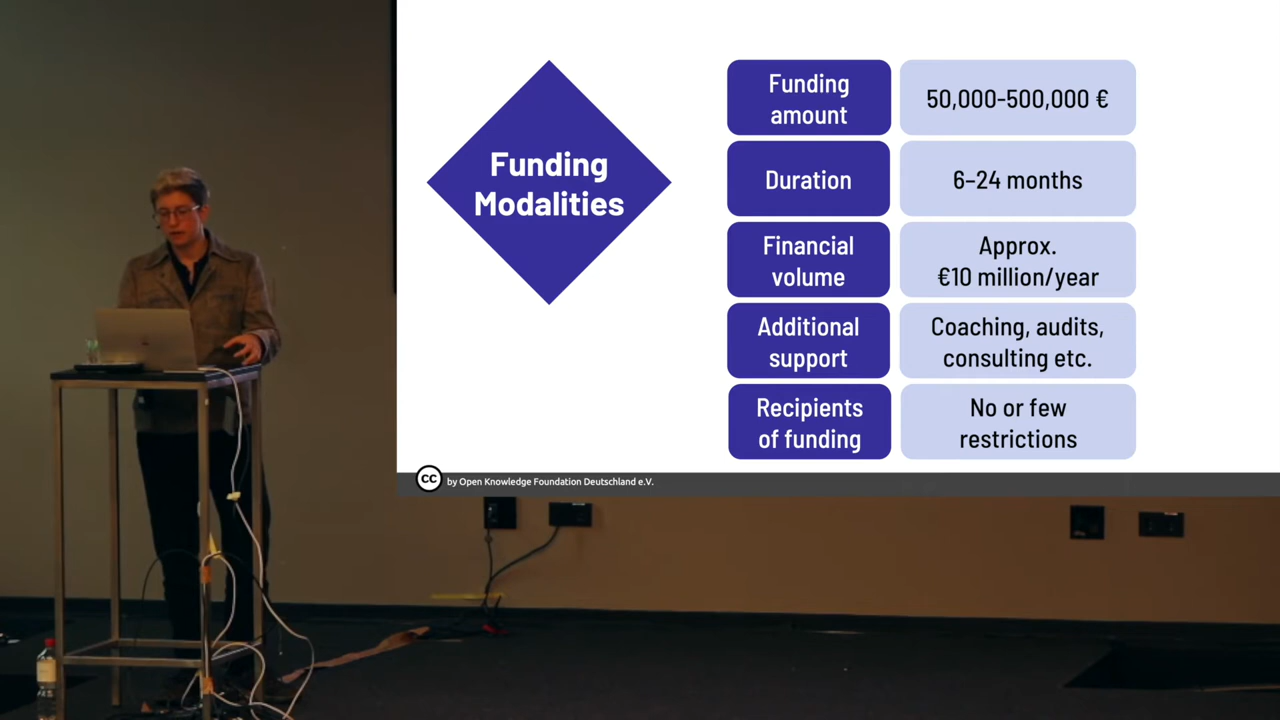 Funding
Modalities
Funding
amount
50,000-500,000 €
Duration
6–24 months
Financial
volume
Approx.
€10 million/year
Additional
support
Coaching, audits,
consulting etc.
Recipients
of funding
No or few
restrictions
CC
by Open Knowledge Foundation Deutschland e.V.